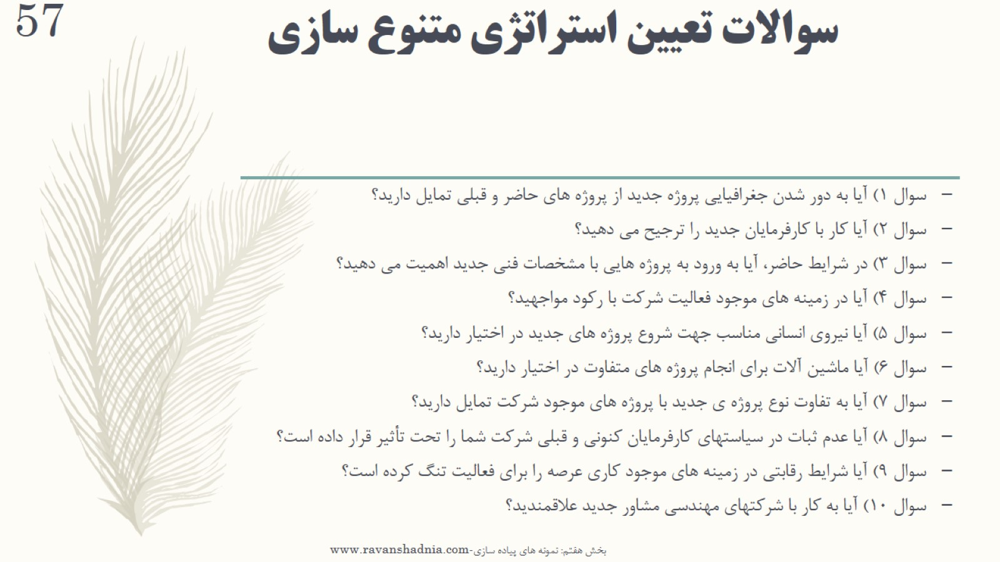 57
سوالات تعیین استراتژی متنوع سازی
– سوال ۱) آیا به دور شدن جغرافیایی پروژه جدید از پروژه های حاضر و قبلی تمایل دارید؟
– سوال ۲) آیا کار با کارفرمایان جدید را ترجیح می دهید؟
– سوال ۳) در شرایط حاضر، آیا به ورود به پروژه هایی با مشخصات فنی جدید اهمیت می دهید؟
– سوال ۴) آیا در زمینه های موجود فعالیت شرکت با رکود مواجهید؟
– سوال ۵) آیا نیروی انسانی مناسب جهت شروع پروژه های جدید در اختیار دارید؟
– سوال ۶) آیا ماشین آلات برای انجام پروژه های متفاوت در اختیار دارید؟
– سوال ۷) آیا به تفاوت نوع پروژه ی جدید با پروژه های موجود شرکت تمایل دارید؟
– سوال ۸) آیا عدم ثبات در سیاستهای کارفرمایان کنونی و قبلی شرکت شما را تحت تأثیر قرار داده است؟
– سوال ۹) آیا شرایط رقابتی در زمینه های موجود کاری عرصه را برای فعالیت تنگ کرده است؟
– سوال ۱۰) آیا به کار با شرکتهای مهندسی مشاور جدید علاقمندید؟
بخش هفتم: نمونه های پیاده سازی-www.ravanshadnia.com